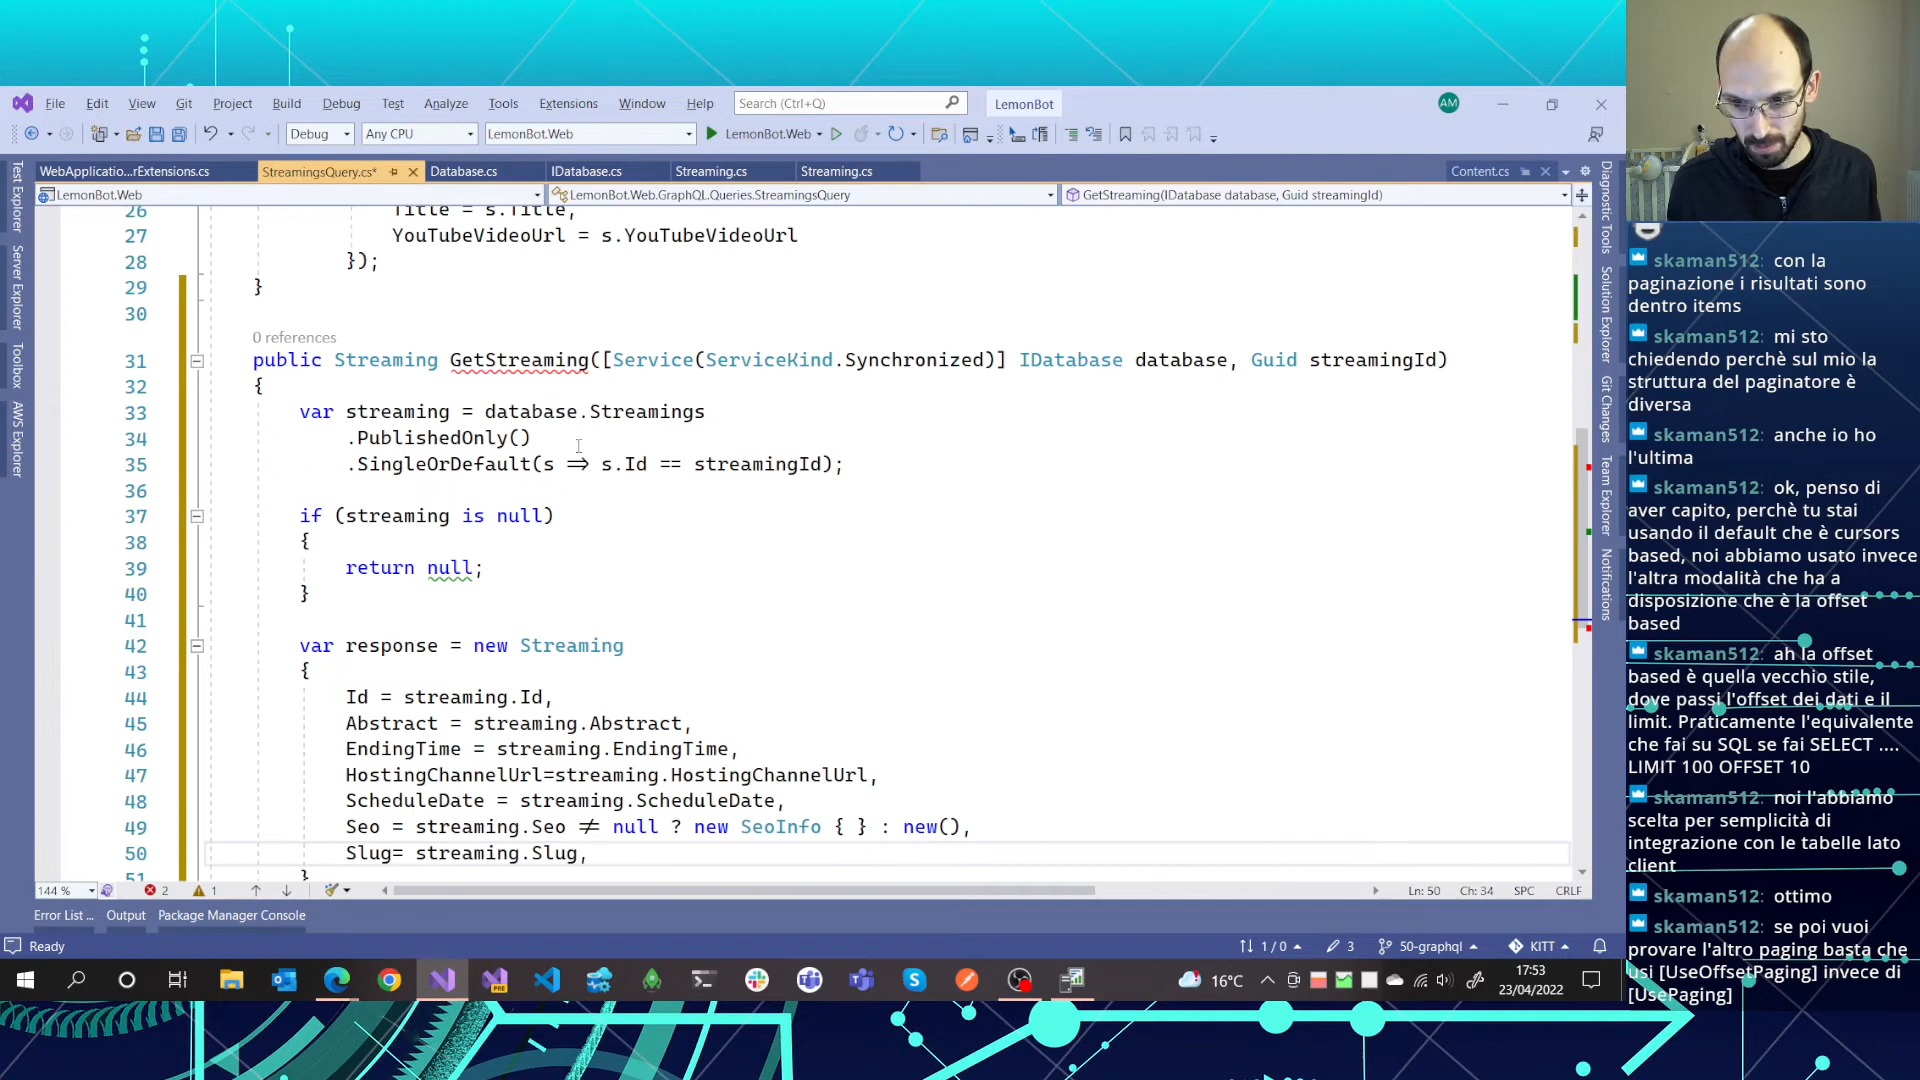 File Edit View Git Project Build Debug Test Analyze Tools Extensions Window Help Search (Ctrl+Q) LemonBot AM
Debug Any CPU LemonBot.Web LemonBot.Web
WebApplicatio...rExtensions.cs StreamingsQuery.cs* Database.cs IDatabase.cs Streaming.cs Streaming.cs Content.cs
LemonBot.Web LemonBot.Web.GraphQL.Queries.StreamingsQuery GetStreaming(IDatabase database, Guid streamingId)
Test Explorer
Server Explorer
Toolbox
AWS Explorer
26 Title = s.Title,
27 YouTubeVideoUrl = s.YouTubeVideoUrl
28 });
29 }
30
0 references
31 public Streaming GetStreaming([Service(ServiceKind.Synchronized)] IDatabase database, Guid streamingId)
32 {
33 var streaming = database.Streamings
34 .PublishedOnly()
35 .SingleOrDefault(s => s.Id == streamingId);
36
37 if (streaming is null)
38 {
39 return null;
40 }
41
42 var response = new Streaming
43 {
44 Id = streaming.Id,
45 Abstract = streaming.Abstract,
46 EndingTime = streaming.EndingTime,
47 HostingChannelUrl=streaming.HostingChannelUrl,
48 ScheduleDate = streaming.ScheduleDate,
49 Seo = streaming.Seo != null ? new SeoInfo { } : new(),
50 Slug= streaming.Slug,
51 }
Diagnostic Tools
Solution Explorer
Git Changes
Team Explorer
Notifications
144 % 2 1 Ln: 50 Ch: 34 SPC CRLF
Error List ... Output Package Manager Console
Ready 1 / 0 3 50-graphql KITT
PRE 16°C 17:53
23/04/2022
skaman512: con la
paginazione i risultati sono
dentro items
skaman512: mi sto
chiedendo perchè sul mio la
struttura del paginatore è
diversa
skaman512: anche io ho
l'ultima
skaman512: ok, penso di
aver capito, perchè tu stai
usando il default che è cursors
based, noi abbiamo usato invece
l'altra modalità che ha a
disposizione che è la offset
based
skaman512: ah la offset
based è quella vecchio stile,
dove passi l'offset dei dati e il
limit. Praticamente l'equivalente
che fai su SQL se fai SELECT ....
LIMIT 100 OFFSET 10
skaman512: noi l'abbiamo
scelta per semplicità di
integrazione con le tabelle lato
client
skaman512: ottimo
skaman512: se poi vuoi
provare l'altro paging basta che
usi [UseOffsetPaging] invece di
[UsePaging]